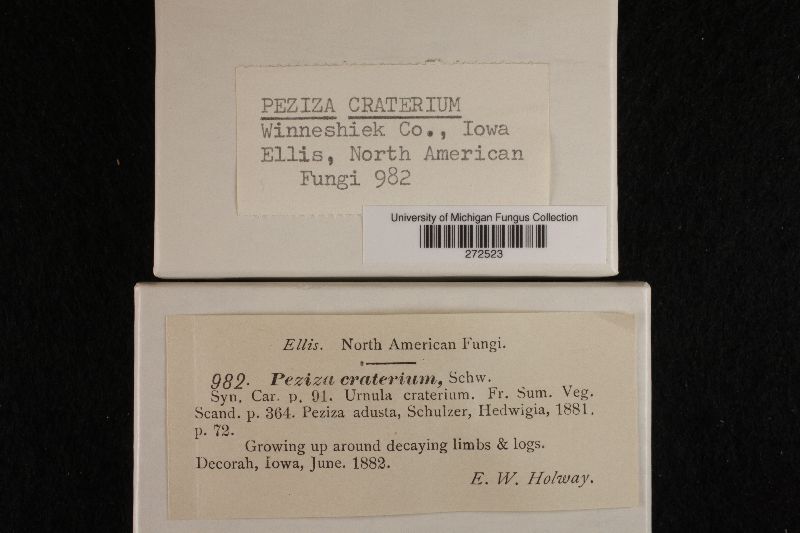 PEZIZA CRATERIUM
Winneshiek Co., Iowa
Ellis, North American
Fungi 982
University of Michigan Fungus Collection
272523
Ellis. North American Fungi.
982. Peziza craterium, Schw.
Syn. Car. p. 91. Urnula craterium. Fr. Sum. Veg.
Scand. p. 364. Peziza adusta, Schulzer, Hedwigia, 1881.
p. 72.
Growing up around decaying limbs & logs.
Decorah, Iowa, June. 1882.
E. W. Holway.